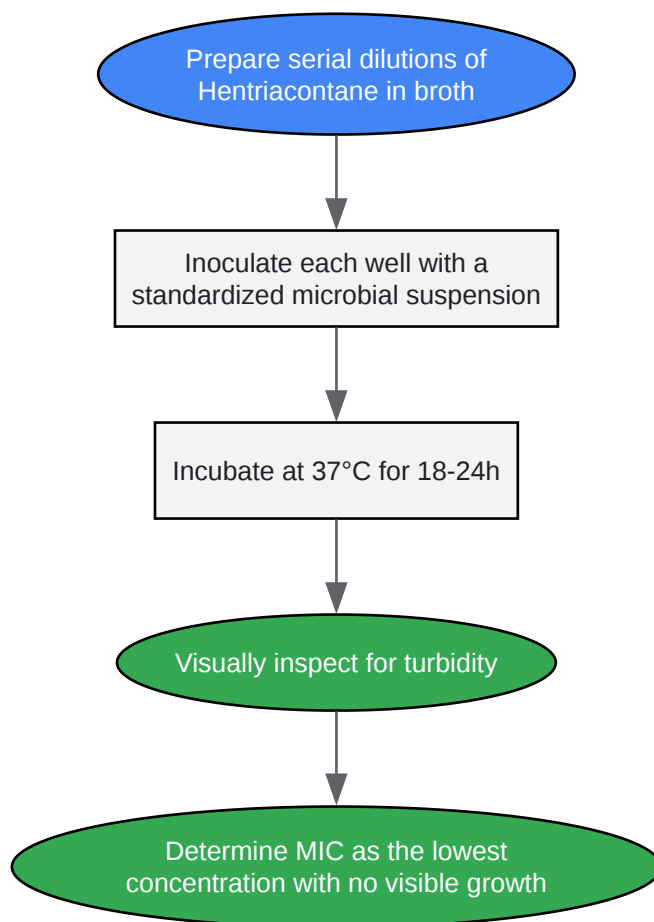 Prepare serial dilutions of
Hentriacontane in broth
Inoculate each well with a
standardized microbial suspension
Incubate at 37°C for 18-24h
Visually inspect for turbidity
Determine MIC as the lowest
concentration with no visible growth